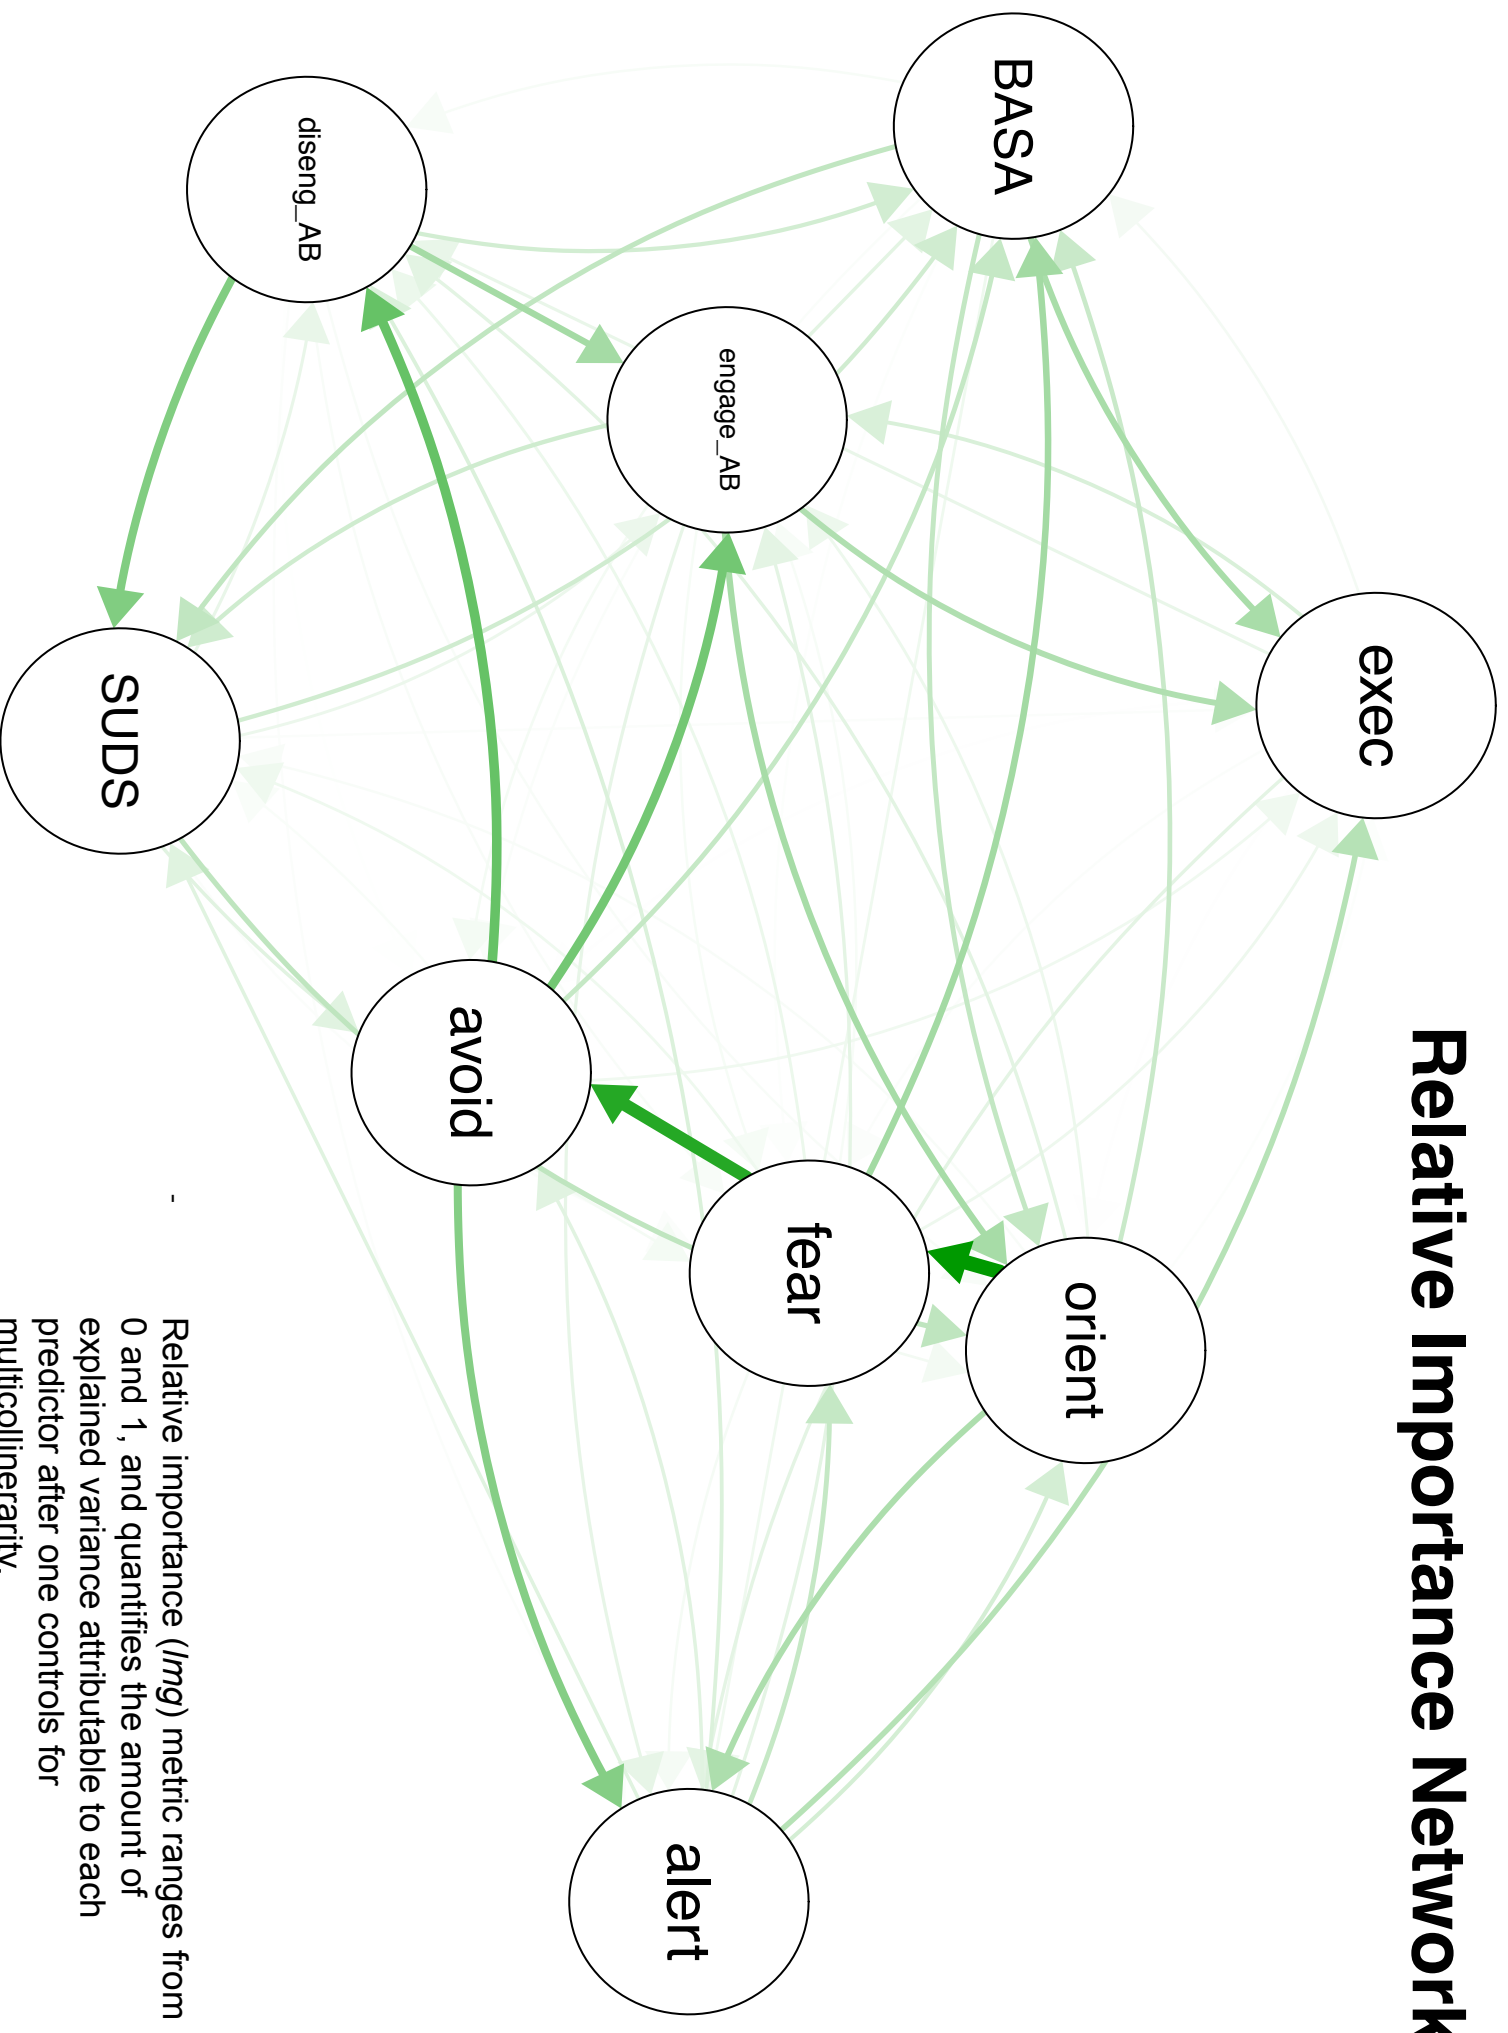 Relative Importance Network
exec
BASA
orient
engage_AB
fear
alert
avoid
diseng_AB
SUDS
-
Relative importance (lmg) metric ranges from
0 and 1, and quantifies the amount of
explained variance attributable to each
predictor after one controls for
multicollinerarity.